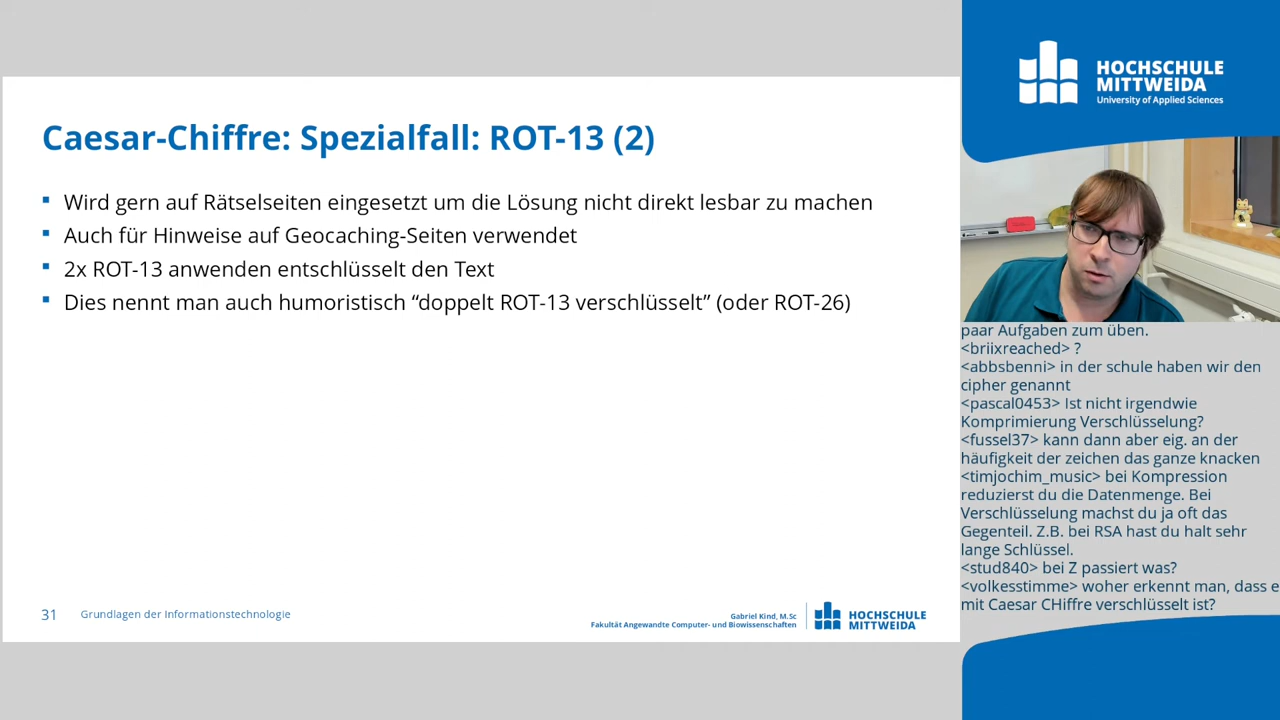 Caesar-Chiffre: Spezialfall: ROT-13 (2)
Wird gern auf Rätselseiten eingesetzt um die Lösung nicht direkt lesbar zu machen
Auch für Hinweise auf Geocaching-Seiten verwendet
2x ROT-13 anwenden entschlüsselt den Text
Dies nennt man auch humoristisch “doppelt ROT-13 verschlüsselt” (oder ROT-26)
31
Grundlagen der Informationstechnologie
Gabriel Kind, M.Sc
Fakultät Angewandte Computer- und Biowissenschaften
HOCHSCHULE
MITTWEIDA
HOCHSCHULE
MITTWEIDA
University of Applied Sciences
paar Aufgaben zum üben.
<briixreached> ?
<abbsbenni> in der schule haben wir den
cipher genannt
<pascal0453> Ist nicht irgendwie
Komprimierung Verschlüsselung?
<fussel37> kann dann aber eig. an der
häufigkeit der zeichen das ganze knacken
<timjochim_music> bei Kompression
reduzierst du die Datenmenge. Bei
Verschlüsselung machst du ja oft das
Gegenteil. Z.B. bei RSA hast du halt sehr
lange Schlüssel.
<stud840> bei Z passiert was?
<volkesstimme> woher erkennt man, dass e
mit Caesar CHiffre verschlüsselt ist?